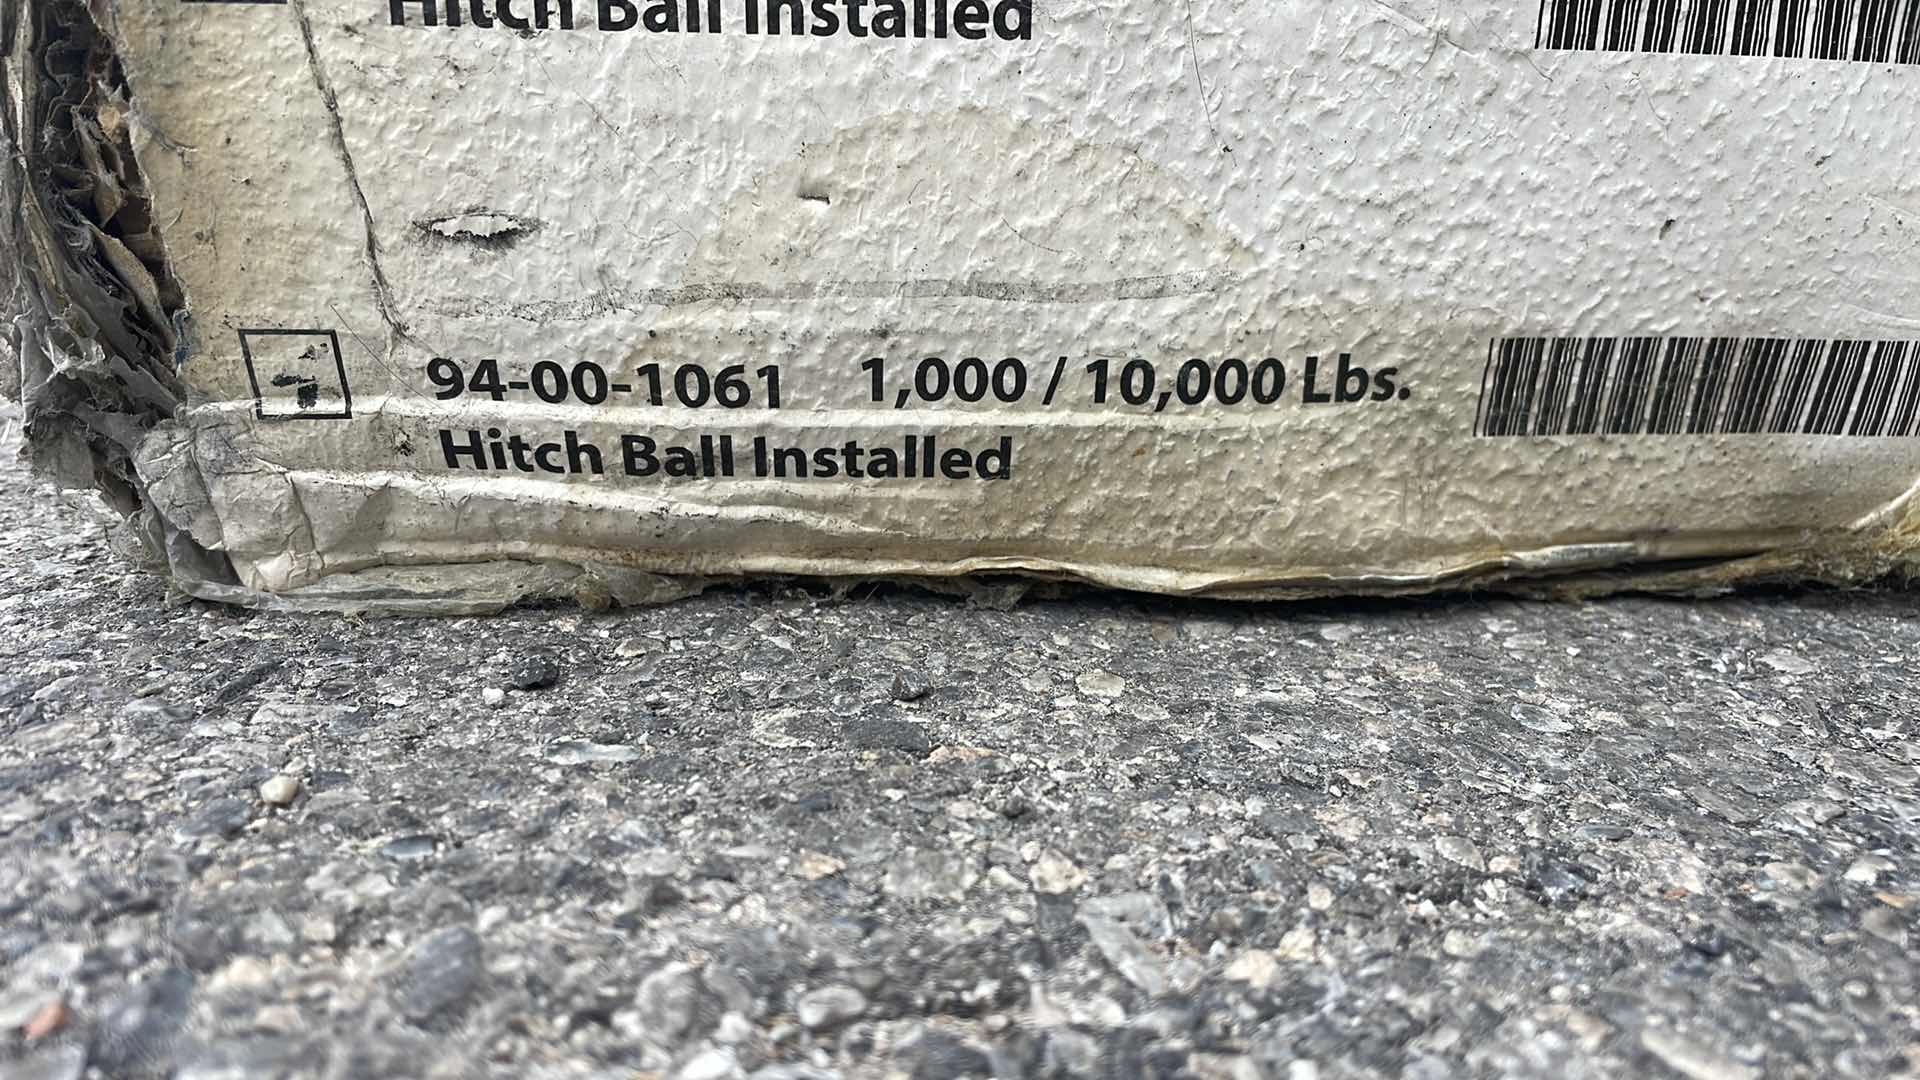 Hitch Ball Installed
94-00-1061 1,000 / 10,000 Lbs.
Hitch Ball Installed